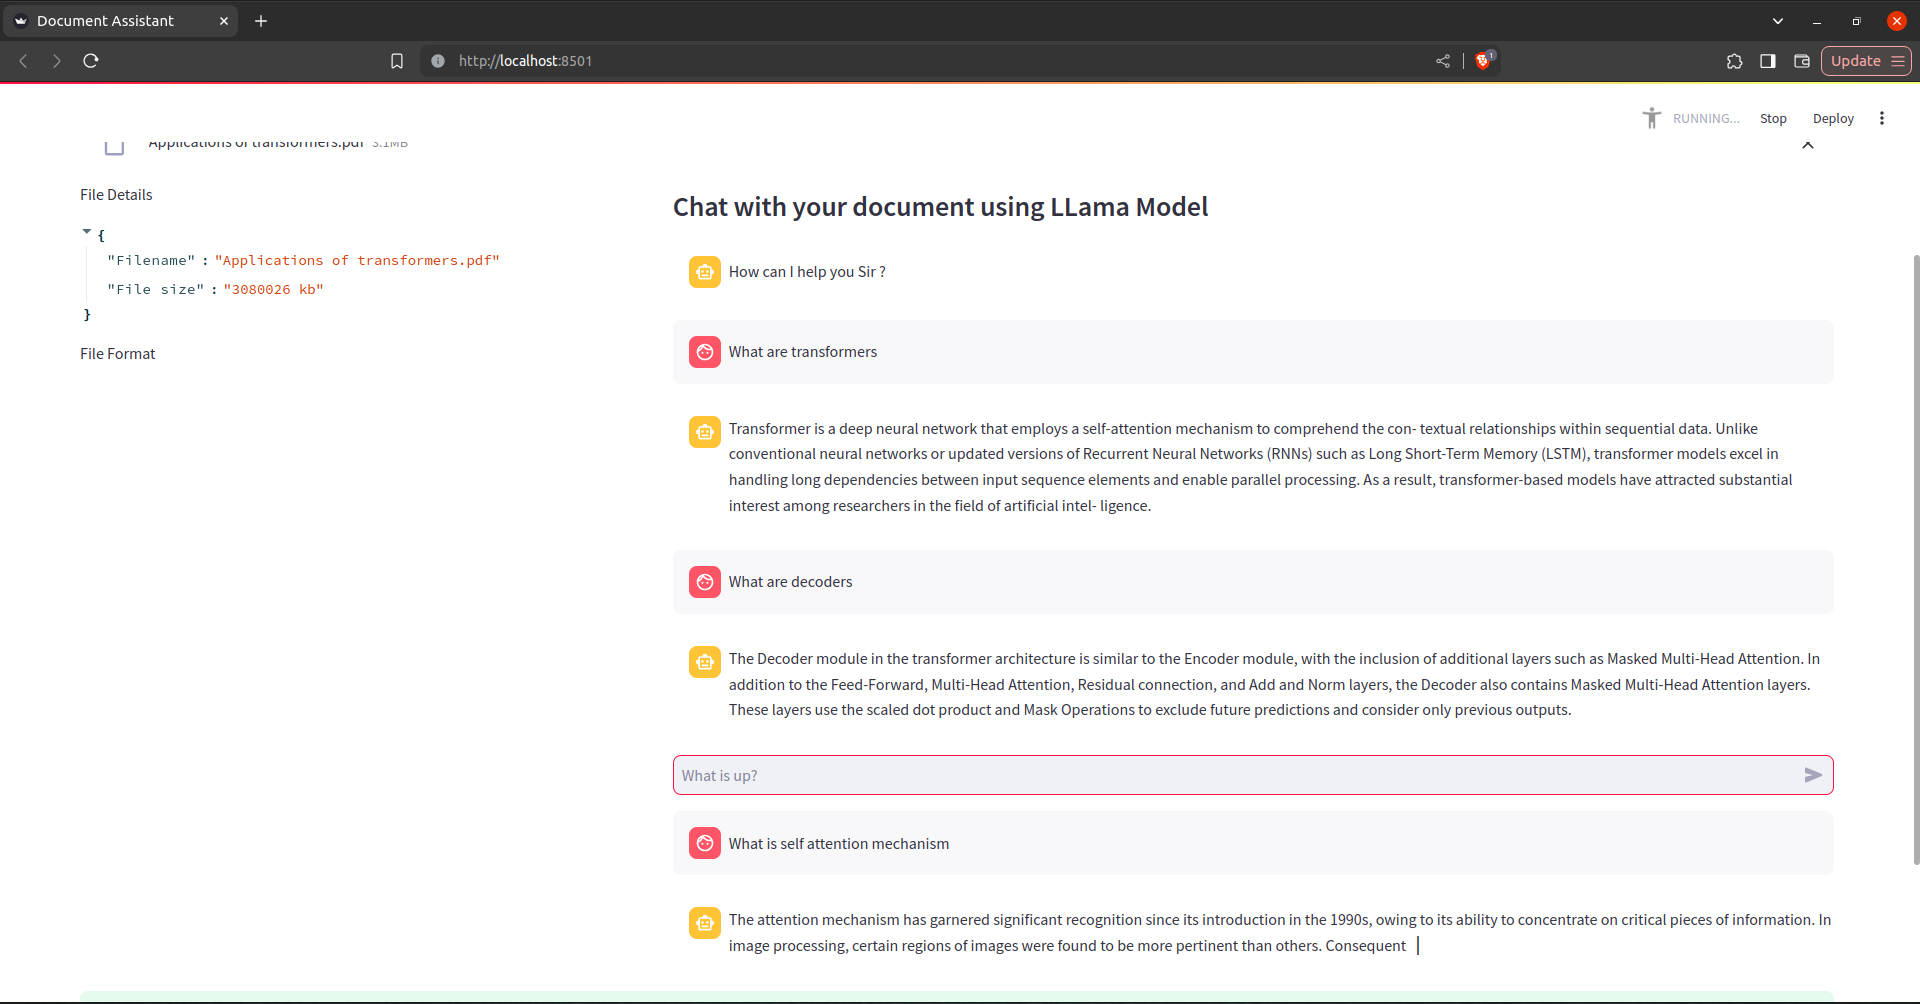 Document Assistant
http://localhost:8501
1
Update
RUNNING...
Stop
Deploy
Applications of transformers.pdf 3.1MB
File Details
{
"Filename" : "Applications of transformers.pdf"
"File size" : "3080026 kb"
}
File Format
Chat with your document using LLama Model
How can I help you Sir ?
What are transformers
Transformer is a deep neural network that employs a self-attention mechanism to comprehend the con- textual relationships within sequential data. Unlike
conventional neural networks or updated versions of Recurrent Neural Networks (RNNs) such as Long Short-Term Memory (LSTM), transformer models excel in
handling long dependencies between input sequence elements and enable parallel processing. As a result, transformer-based models have attracted substantial
interest among researchers in the field of artificial intel- ligence.
What are decoders
The Decoder module in the transformer architecture is similar to the Encoder module, with the inclusion of additional layers such as Masked Multi-Head Attention. In
addition to the Feed-Forward, Multi-Head Attention, Residual connection, and Add and Norm layers, the Decoder also contains Masked Multi-Head Attention layers.
These layers use the scaled dot product and Mask Operations to exclude future predictions and consider only previous outputs.
What is up?
What is self attention mechanism
The attention mechanism has garnered significant recognition since its introduction in the 1990s, owing to its ability to concentrate on critical pieces of information. In
image processing, certain regions of images were found to be more pertinent than others. Consequent